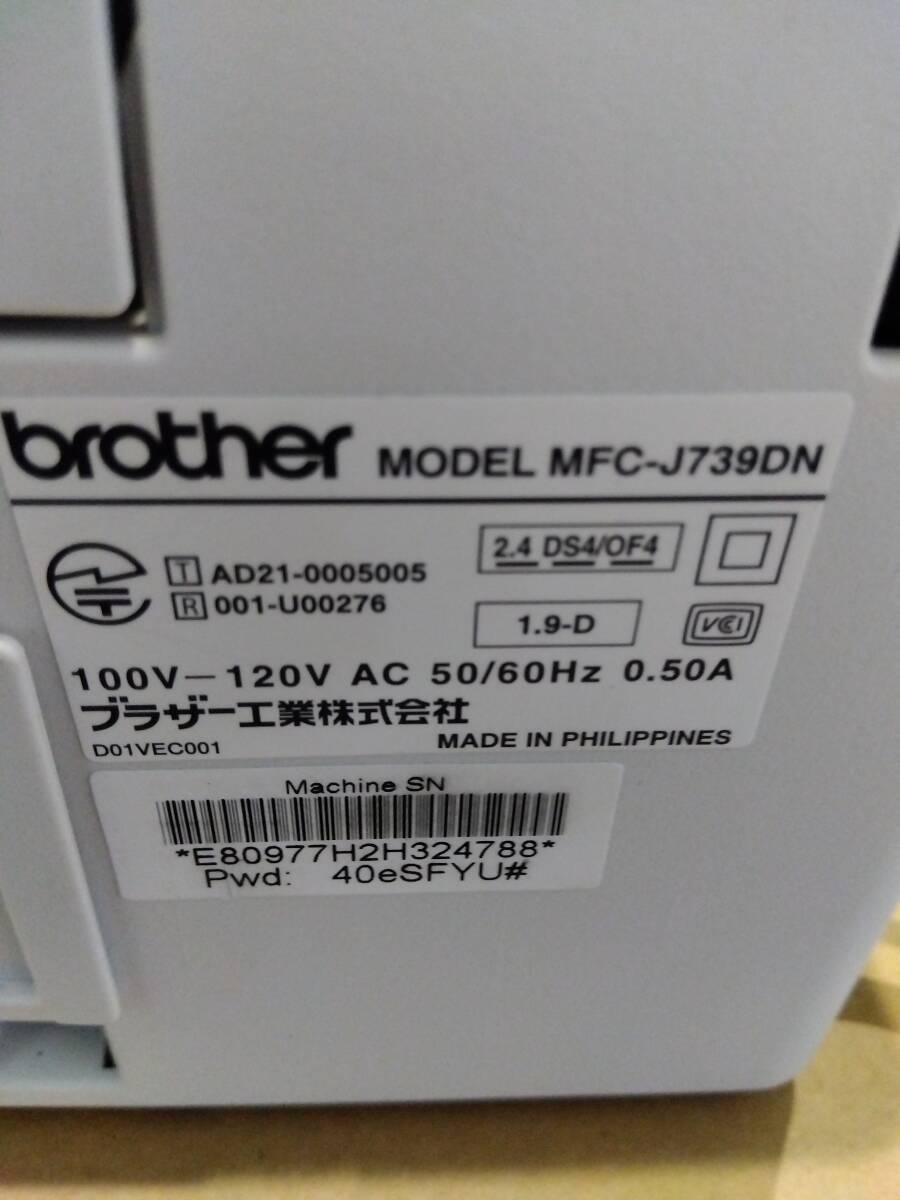 brother MODEL MFC-J739DN
T AD21-0005005
R 001-U00276
2.4 DS4/OF4
1.9-D
VCCI
100V－120V AC 50/60Hz 0.50A
ブラザー工業株式会社
D01VEC001 MADE IN PHILIPPINES
Machine SN
*E80977H2H324788*
Pwd: 40eSFYU#